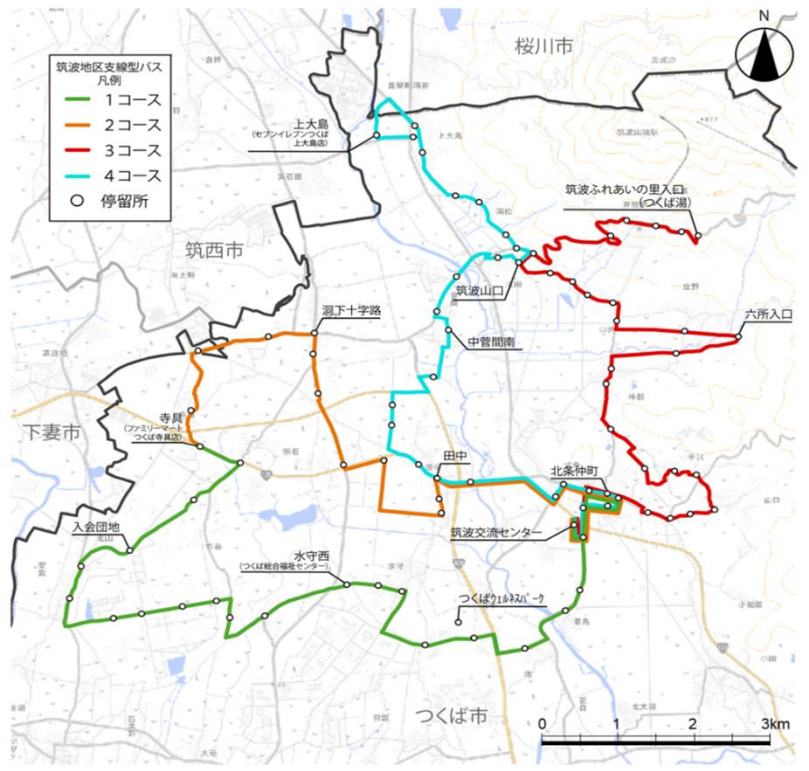 桜川市
N
筑波地区支線型バス
凡例
1コース
2コース
3コース
4コース
停留所
上大島
(セブンイレブンつくば
上大島店)
上大島
筑波ふれあいの里入口
(つくば湯)
筑西市
筑波山口
洞下十字路
六所入口
中菅間南
下妻市
寺具
(ファミリーマート
つくば寺具店)
田中
北条仲町
山口
入会団地
筑波交流センター
水守西
(つくば総合福祉センター)
つくばウェルネスパーク
小田
つくば市
0 1 2 3km